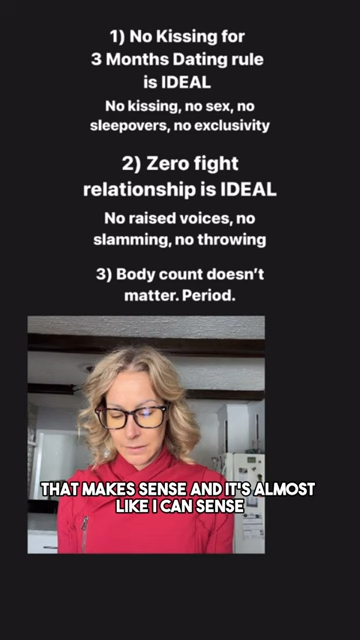 1) No Kissing for
3 Months Dating rule
is IDEAL
No kissing, no sex, no
sleepovers, no exclusivity
2) Zero fight
relationship is IDEAL
No raised voices, no
slamming, no throwing
3) Body count doesn't
matter. Period.
THAT MAKES SENSE AND IT'S ALMOST
LIKE I CAN SENSE